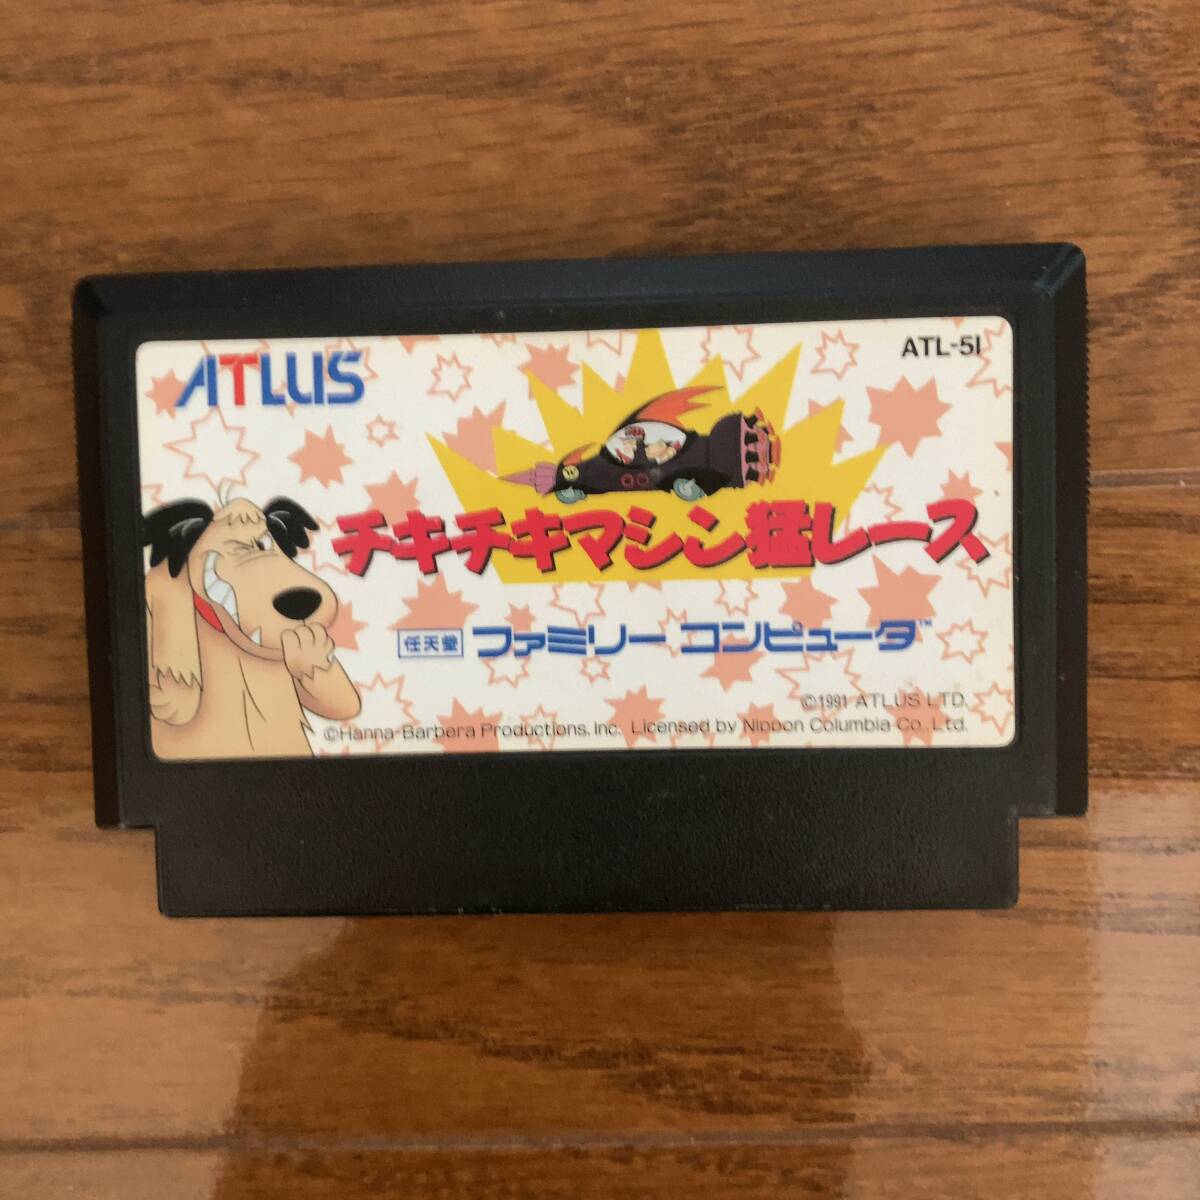 ATLUS
ATL-51
チキチキマシン猛レース
任天堂 ファミリー コンピュータ™
©1991 ATLUS LTD.
©Hanna-Barbera Productions, Inc. Licensed by Nippon Columbia Co., Ltd.